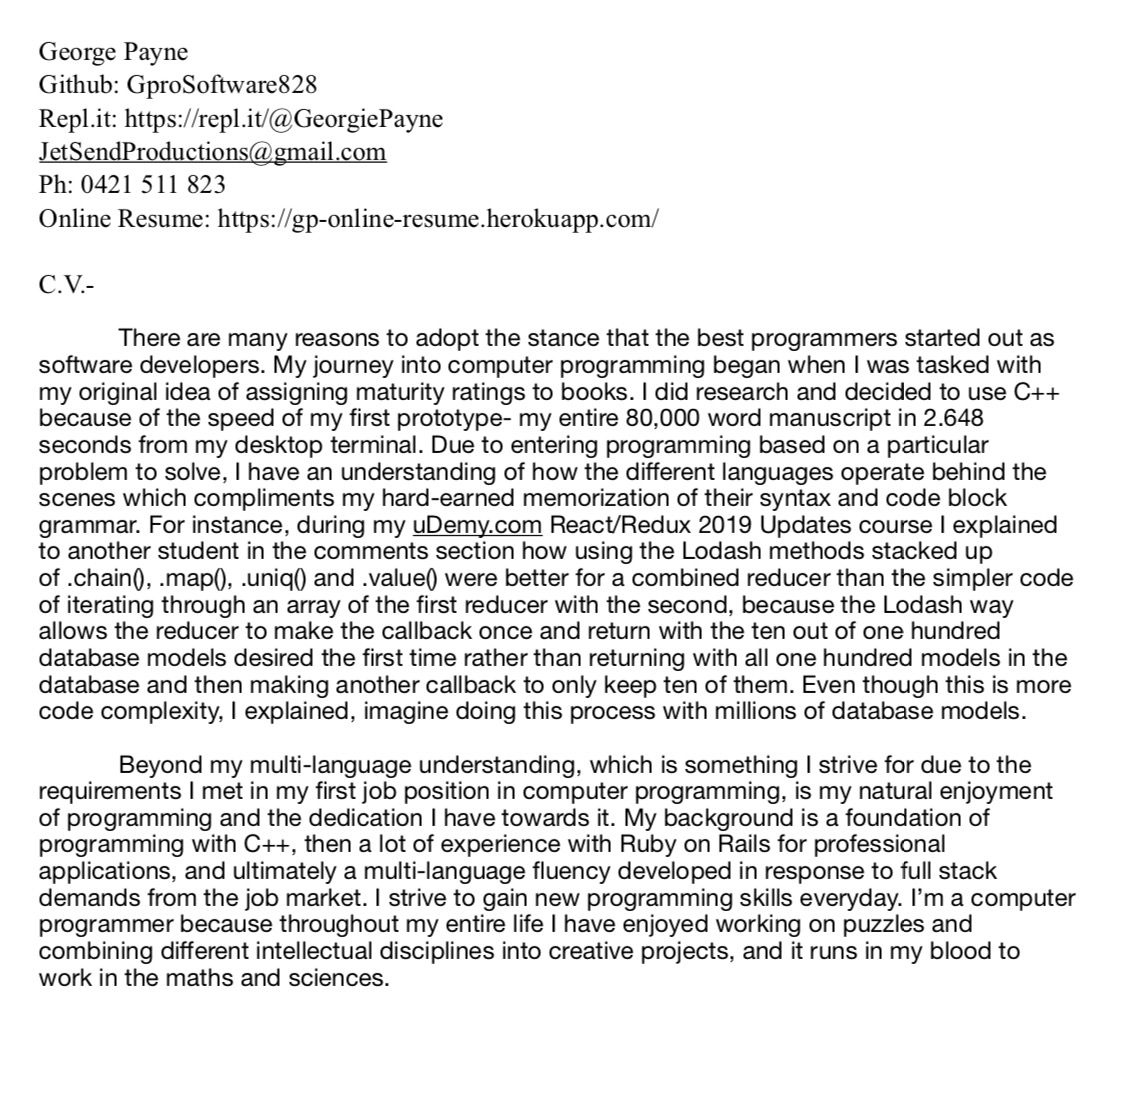 George Payne
Github: GproSoftware828
Repl.it: https://repl.it/@GeorgiePayne
JetSendProductions@gmail.com
Ph: 0421 511 823
Online Resume: https://gp-online-resume.herokuapp.com/
C.V.-
There are many reasons to adopt the stance that the best programmers started out as
software developers. My journey into computer programming began when I was tasked with
my original idea of assigning maturity ratings to books. I did research and decided to use C++
because of the speed of my first prototype- my entire 80,000 word manuscript in 2.648
seconds from my desktop terminal. Due to entering programming based on a particular
problem to solve, I have an understanding of how the different languages operate behind the
scenes which compliments my hard-earned memorization of their syntax and code block
grammar. For instance, during my uDemy.com React/Redux 2019 Updates course I explained
to another student in the comments section how using the Lodash methods stacked up
of .chain(), .map(), .uniq() and .value() were better for a combined reducer than the simpler code
of iterating through an array of the first reducer with the second, because the Lodash way
allows the reducer to make the callback once and return with the ten out of one hundred
database models desired the first time rather than returning with all one hundred models in the
database and then making another callback to only keep ten of them. Even though this is more
code complexity, I explained, imagine doing this process with millions of database models.
Beyond my multi-language understanding, which is something I strive for due to the
requirements I met in my first job position in computer programming, is my natural enjoyment
of programming and the dedication I have towards it. My background is a foundation of
programming with C++, then a lot of experience with Ruby on Rails for professional
applications, and ultimately a multi-language fluency developed in response to full stack
demands from the job market. I strive to gain new programming skills everyday. I'm a computer
programmer because throughout my entire life I have enjoyed working on puzzles and
combining different intellectual disciplines into creative projects, and it runs in my blood to
work in the maths and sciences.